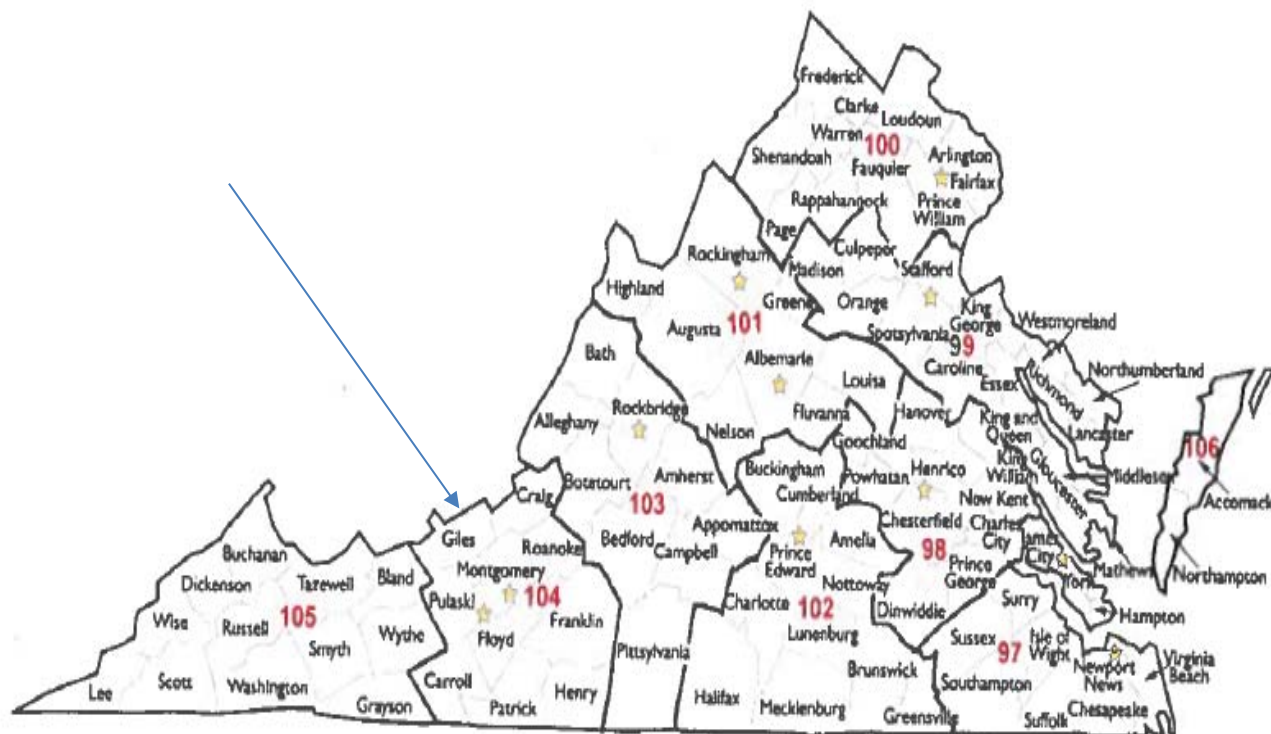 Frederick
Clarke
Loudoun
Warren
100
Shenandoah
Arlington
Fauquier
Fairfax
Rappahannock
Prince
William
Page
Culpeper
Rockingham
Madison
Stafford
Highland
Greene
Orange
King
George
Westmoreland
Augusta
101
Spotsylvania
99
Bath
Albemarle
Caroline
Richmond
Northumberland
Essex
Louisa
Rockbridge
Fluvanna
Hanover
King and
Queen
Lancaster
Alleghany
Nelson
Goochland
106
King
William
Gloucester
Middlesex
Buckingham
Powhatan
Henrico
Craig
Botetourt
Amherst
Cumberland
New Kent
Accomack
103
Appomattox
Chesterfield
Charles
City
James
City
Giles
Bedford
Campbell
Amelia
98
Roanoke
Prince
Edward
Prince
George
York
Mathews
Northampton
Buchanan
Dickenson
Tazewell
Bland
Montgomery
104
Nottoway
Pulaski
Charlotte
102
Dinwiddie
Surry
Hampton
Wise
Russell
105
Wythe
Floyd
Franklin
Lunenburg
Sussex
Isle of
Wight
97
Smyth
Pittsylvania
Newport
News
Virginia
Beach
Lee
Scott
Washington
Carroll
Henry
Brunswick
Southampton
Grayson
Patrick
Halifax
Mecklenburg
Greensville
Suffolk
Chesapeake